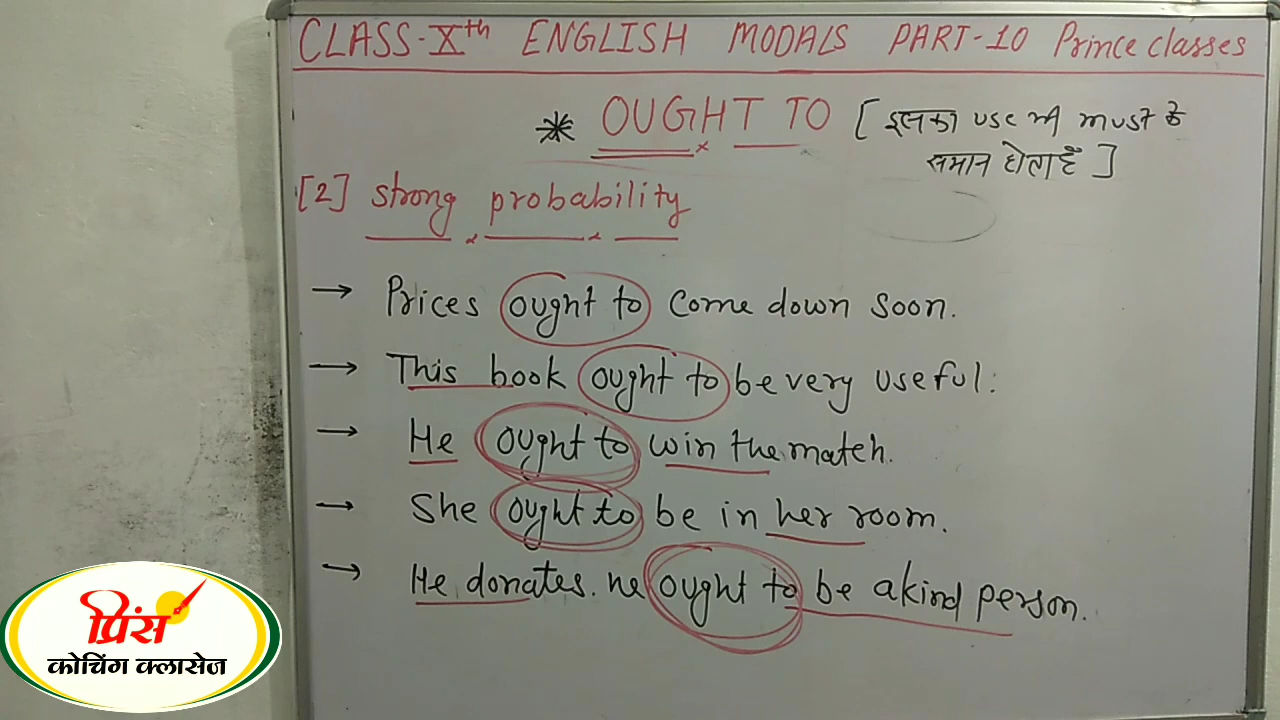 CLASS-Xth ENGLISH MODALS PART-10 Prince classes
* OUGHT TO [ इसका use भी must के
समान होता है ]
[2] strong probability
→ Prices ought to come down soon.
→ This book ought to be very useful.
→ He ought to win the match.
→ She ought to be in her room.
→ He donates. he ought to be a kind person.
प्रिंस
कोचिंग क्लासेज